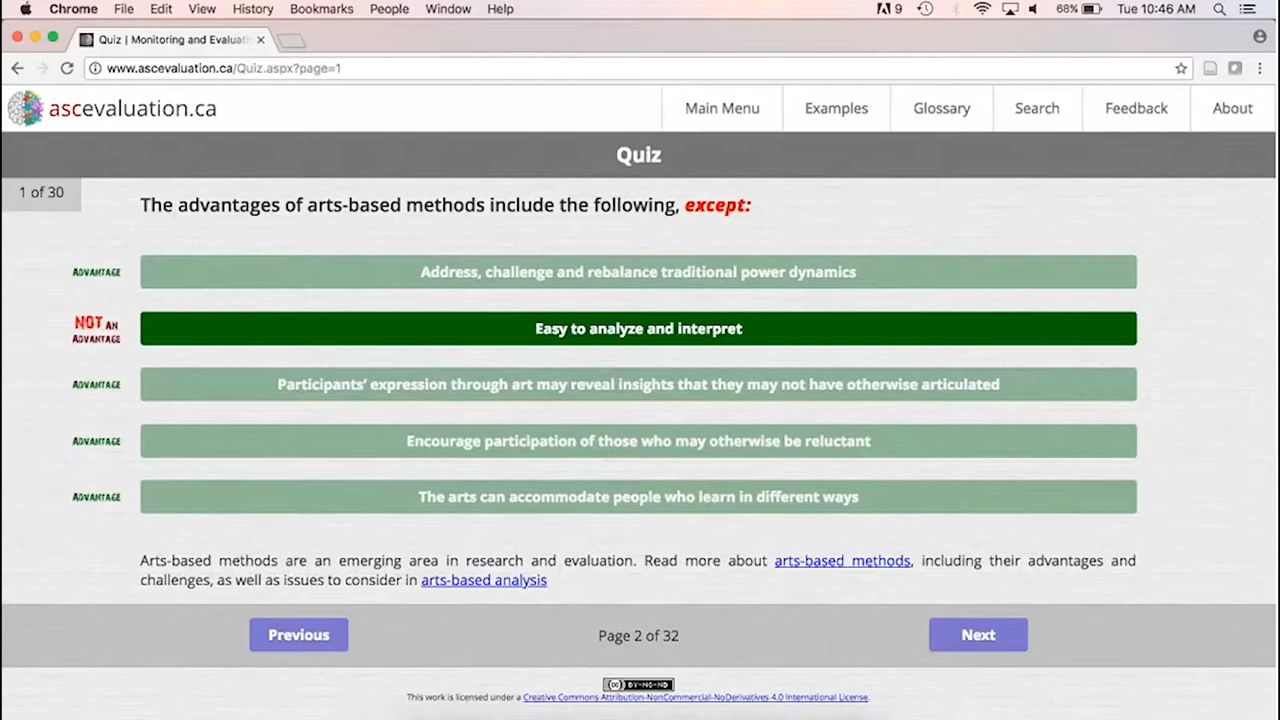 Chrome File Edit View History Bookmarks People Window Help 9 68% Tue 10:46 AM
Quiz | Monitoring and Evaluati
www.ascevaluation.ca/Quiz.aspx?page=1
ascevaluation.ca Main Menu Examples Glossary Search Feedback About
Quiz
1 of 30
The advantages of arts-based methods include the following, except:
ADVANTAGE Address, challenge and rebalance traditional power dynamics
NOT AN
ADVANTAGE
Easy to analyze and interpret
ADVANTAGE Participants' expression through art may reveal insights that they may not have otherwise articulated
ADVANTAGE Encourage participation of those who may otherwise be reluctant
ADVANTAGE The arts can accommodate people who learn in different ways
Arts-based methods are an emerging area in research and evaluation. Read more about arts-based methods, including their advantages and
challenges, as well as issues to consider in arts-based analysis
Previous Page 2 of 32 Next
cc BY-NC-ND
This work is licensed under a Creative Commons Attribution-NonCommercial-NoDerivatives 4.0 International License.